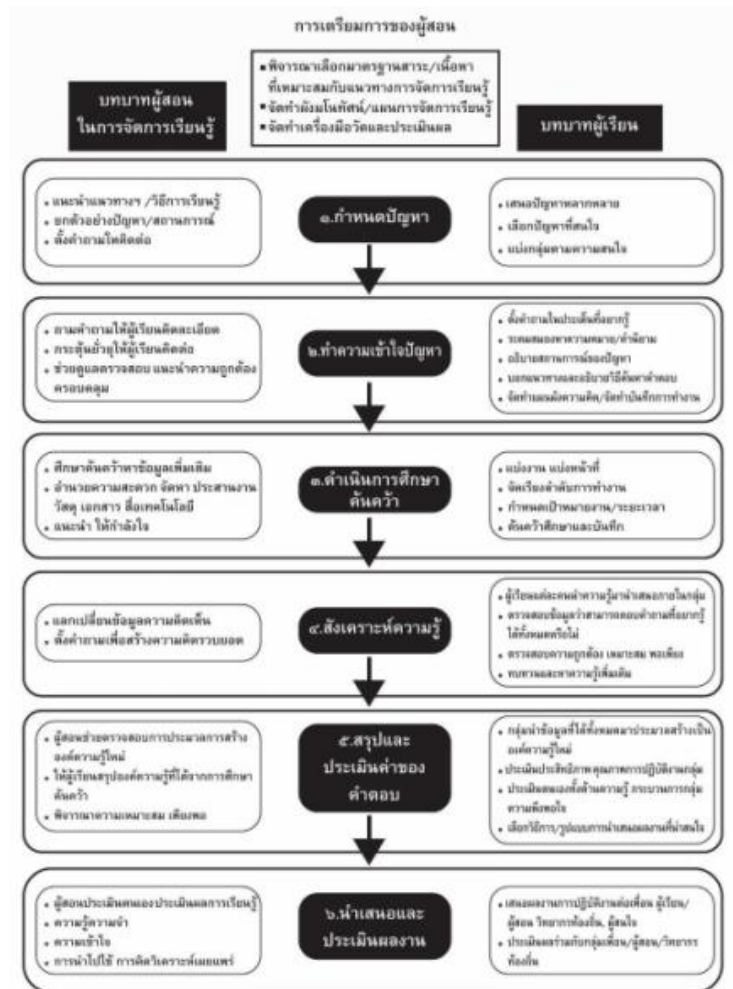 การเตรียมการของผู้สอน
▪ พิจารณาเลือกมาตรฐานสาระ/เนื้อหา
ที่เหมาะสมกับแนวทางการจัดการเรียนรู้
▪ จัดทำผังมโนทัศน์/แผนการจัดการเรียนรู้
▪ จัดทำเครื่องมือวัดและประเมินผล
บทบาทผู้สอน
ในการจัดการเรียนรู้
บทบาทผู้เรียน
• แนะนำแนวทางฯ /วิธีการเรียนรู้
• ยกตัวอย่างปัญหา/สถานการณ์
• ตั้งคำถามให้คิดต่อ
๑.กำหนดปัญหา
• เสนอปัญหาหลากหลาย
• เลือกปัญหาที่สนใจ
• แบ่งกลุ่มตามความสนใจ
• ถามคำถามให้ผู้เรียนคิดละเอียด
• กระตุ้นยั่วยุให้ผู้เรียนคิดต่อ
• ช่วยดูแลตรวจสอบ แนะนำความถูกต้อง
ครอบคลุม
๒.ทำความเข้าใจปัญหา
• ตั้งคำถามในประเด็นที่อยากรู้
• ระดมสมองหาความหมาย/คำนิยาม
• อธิบายสถานการณ์ของปัญหา
• บอกแนวทางและอธิบายวิธีค้นหาคำตอบ
• จัดทำแผนผังความคิด/จัดทำบันทึกการทำงาน
• ศึกษาค้นคว้าหาข้อมูลเพิ่มเติม
• อำนวยความสะดวก จัดหา ประสานงาน
วัสดุ เอกสาร สื่อเทคโนโลยี
• แนะนำ ให้กำลังใจ
๓.ดำเนินการศึกษา
ค้นคว้า
• แบ่งงาน แบ่งหน้าที่
• จัดเรียงลำดับการทำงาน
• กำหนดเป้าหมายงาน/ระยะเวลา
• ค้นคว้าศึกษาและบันทึก
• แลกเปลี่ยนข้อมูลความคิดเห็น
• ตั้งคำถามเพื่อสร้างความคิดรวบยอด
๔.สังเคราะห์ความรู้
• ผู้เรียนแต่ละคนนำความรู้มานำเสนอภายในกลุ่ม
• ตรวจสอบข้อมูลว่าสามารถตอบคำถามที่อยากรู้
ได้ทั้งหมดหรือไม่
• ตรวจสอบความถูกต้อง เหมาะสม พอเพียง
• ทบทวนและหาความรู้เพิ่มเติม
• ผู้สอนช่วยตรวจสอบการประมวลการสร้าง
องค์ความรู้ใหม่
• ให้ผู้เรียนสรุปองค์ความรู้ที่ได้จากการศึกษา
ค้นคว้า
• พิจารณาความเหมาะสม เพียงพอ
๕.สรุปและ
ประเมินค่าของ
คำตอบ
• กลุ่มนำข้อมูลที่ได้ทั้งหมดมาประมวลสร้างเป็น
องค์ความรู้ใหม่
• ประเมินประสิทธิภาพ คุณภาพการปฏิบัติงานกลุ่ม
• ประเมินตนเองทั้งด้านความรู้ กระบวนการกลุ่ม
ความพึงพอใจ
• เลือกวิธีการ/รูปแบบการนำเสนอผลงานที่น่าสนใจ
• ผู้สอนประเมินตนเอง ประเมินผลการเรียนรู้
• ความรู้ความจำ
• ความเข้าใจ
• การนำไปใช้ การคิดวิเคราะห์เผยแพร่
๖.นำเสนอและ
ประเมินผลงาน
• เสนอผลงานการปฏิบัติงานต่อเพื่อน ผู้เรียน/
ผู้สอน วิทยากรท้องถิ่น, ผู้สนใจ
• ประเมินผลร่วมกับกลุ่มเพื่อน/ผู้สอน/วิทยากร
ท้องถิ่น